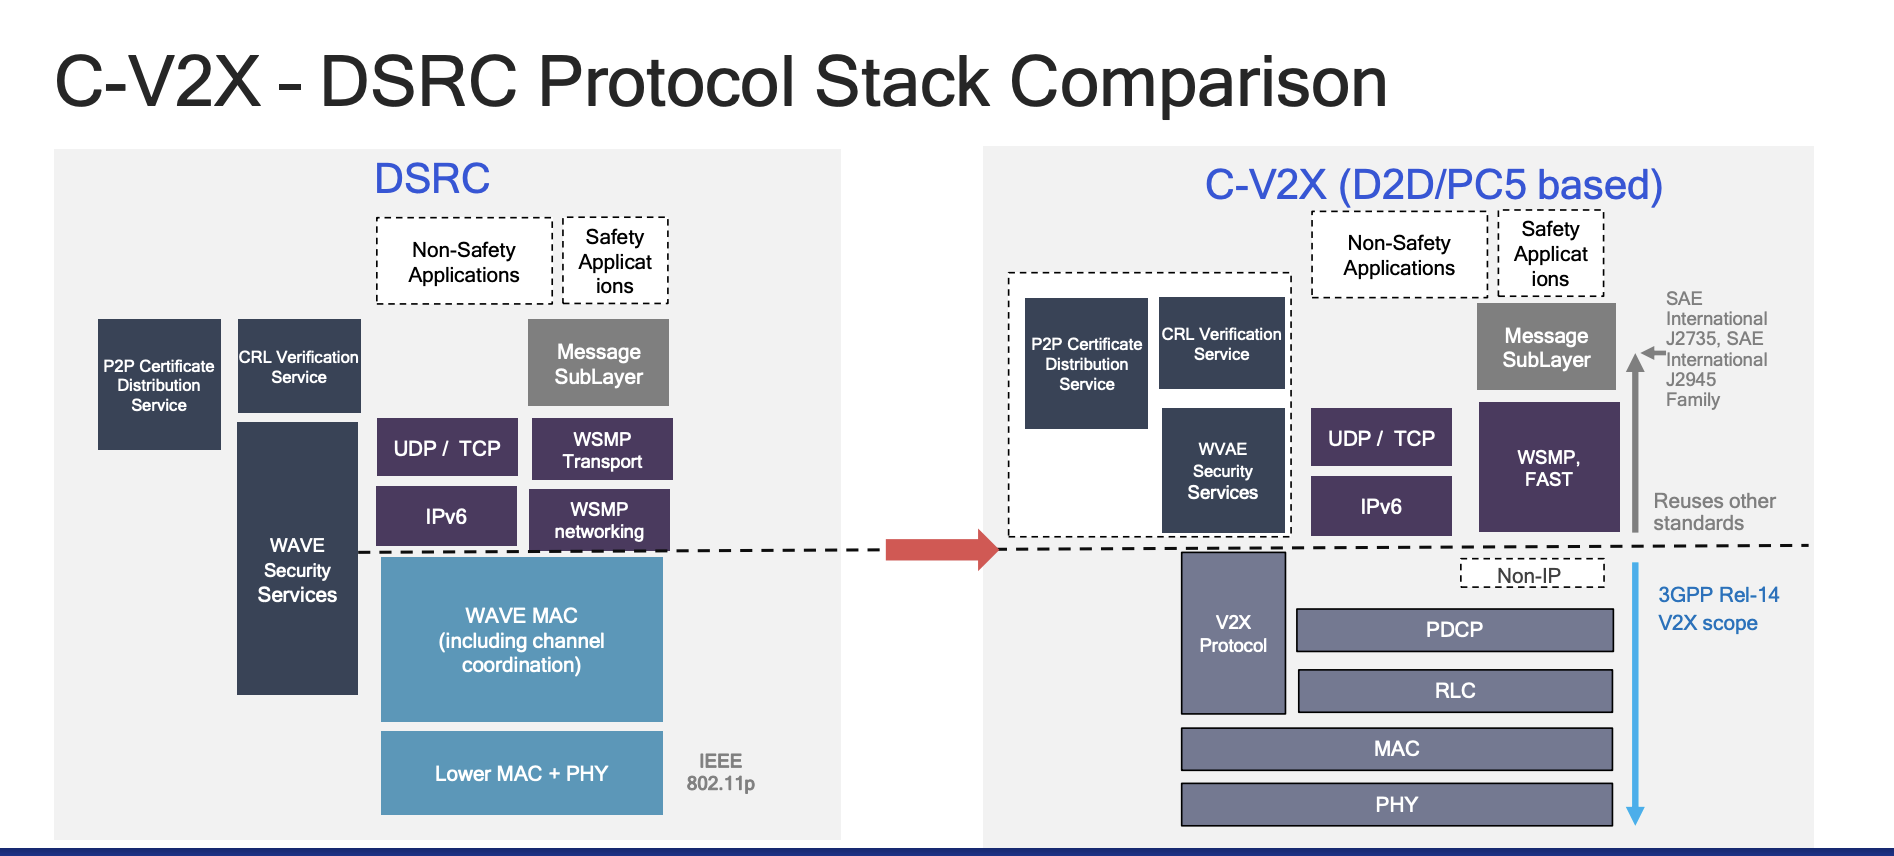 C-V2X - DSRC Protocol Stack Comparison
DSRC
Non-Safety
Applications
Safety
Applicat
ions
P2P Certificate
Distribution
Service
CRL Verification
Service
Message
SubLayer
UDP / TCP
WSMP
Transport
IPv6
WSMP
networking
WAVE
Security
Services
WAVE MAC
(including channel
coordination)
Lower MAC + PHY
IEEE
802.11p
C-V2X (D2D/PC5 based)
Non-Safety
Applications
Safety
Applicat
ions
P2P Certificate
Distribution
Service
CRL Verification
Service
Message
SubLayer
SAE
International
J2735, SAE
International
J2945
Family
WVAE
Security
Services
UDP / TCP
IPv6
WSMP,
FAST
Reuses other
standards
Non-IP
V2X
Protocol
PDCP
RLC
MAC
PHY
3GPP Rel-14
V2X scope